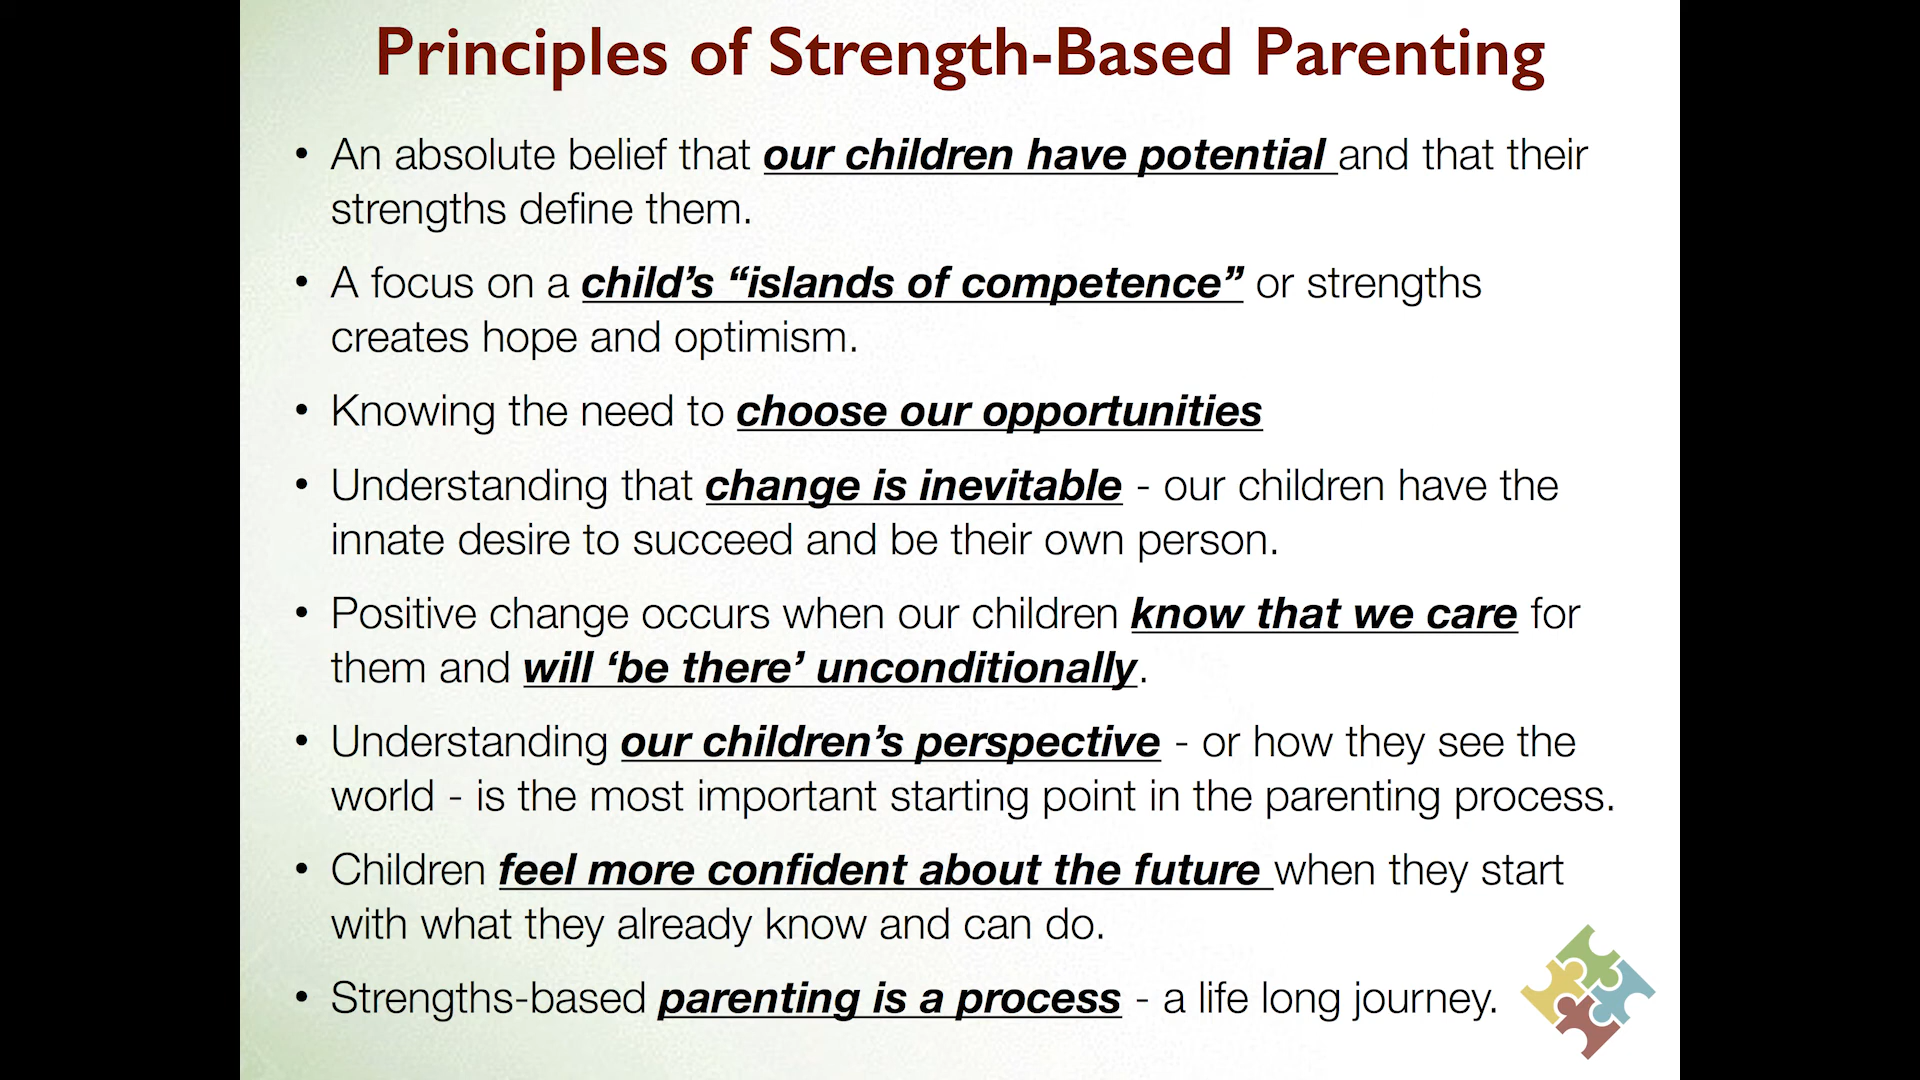 Principles of Strength-Based Parenting
• An absolute belief that our children have potential and that their
strengths define them.
• A focus on a child’s “islands of competence” or strengths
creates hope and optimism.
• Knowing the need to choose our opportunities
• Understanding that change is inevitable - our children have the
innate desire to succeed and be their own person.
• Positive change occurs when our children know that we care for
them and will ‘be there’ unconditionally.
• Understanding our children’s perspective - or how they see the
world - is the most important starting point in the parenting process.
• Children feel more confident about the future when they start
with what they already know and can do.
• Strengths-based parenting is a process - a life long journey.